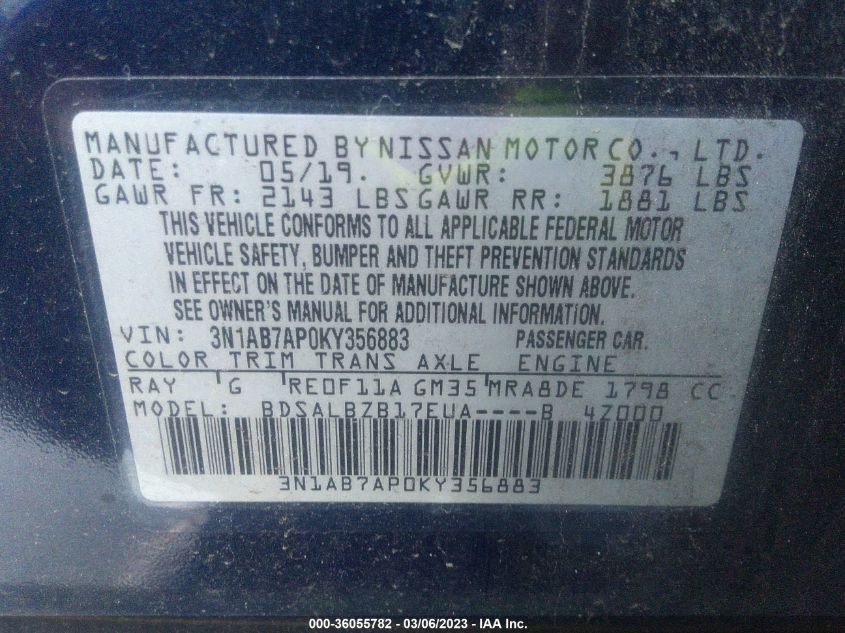 MANUFACTURED BY NISSAN MOTOR CO., LTD.
DATE: 05/19. GVWR: 3876 LBS
GAWR FR: 2143 LBS GAWR RR: 1881 LBS
THIS VEHICLE CONFORMS TO ALL APPLICABLE FEDERAL MOTOR
VEHICLE SAFETY, BUMPER AND THEFT PREVENTION STANDARDS
IN EFFECT ON THE DATE OF MANUFACTURE SHOWN ABOVE.
SEE OWNER'S MANUAL FOR ADDITIONAL INFORMATION.
VIN: 3N1AB7AP0KY356883 PASSENGER CAR.
COLOR TRIM TRANS AXLE ENGINE
RAY G RE0F11A GM35 MRA8DE 1798 CC
MODEL: BDSALBZB17EUA----B 4Z000
3N1AB7AP0KY356883
000-36055782 - 03/06/2023 - IAA Inc.